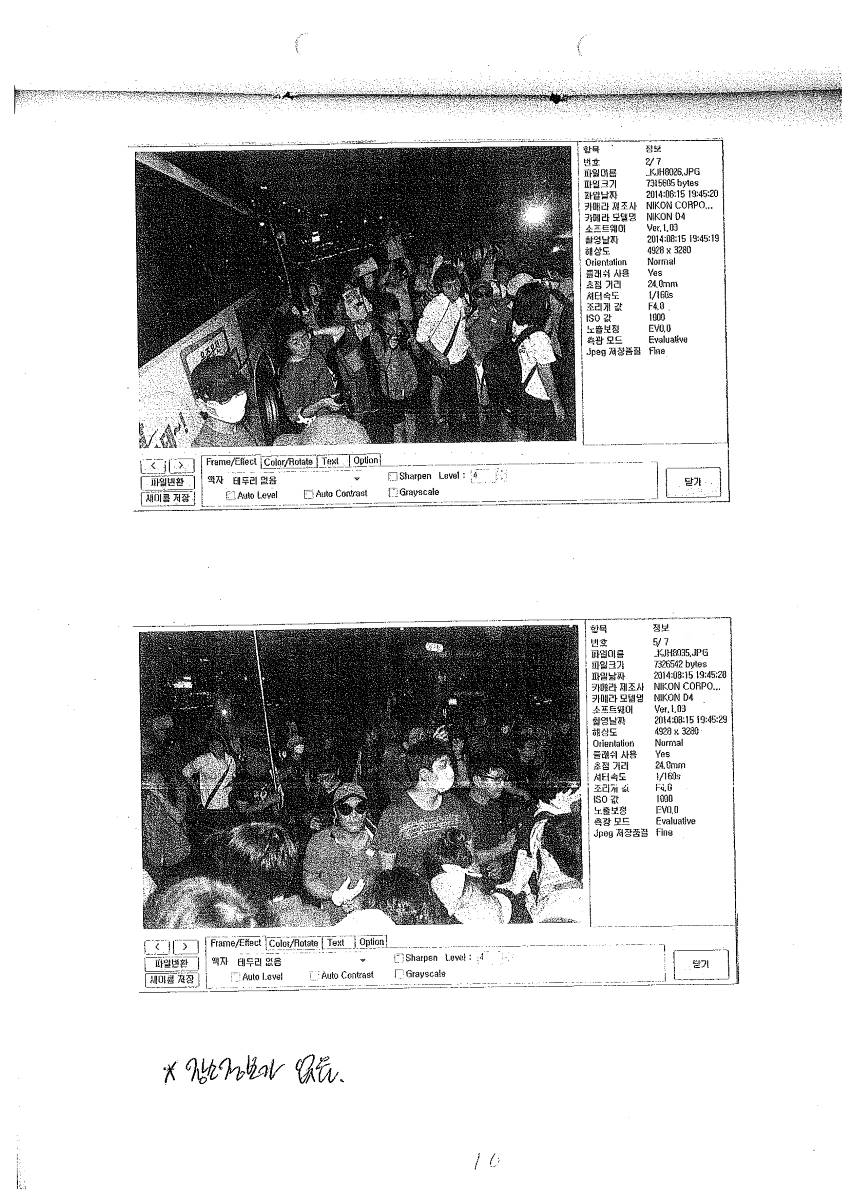 항목 정보
번호 2/ 7
파일이름 _KJH8026.JPG
파일크기 7315805 bytes
파일날짜 2014:08:15 19:45:20
카메라 제조사 NIKON CORPO...
카메라 모델명 NIKON D4
소프트웨어 Ver.1.03
촬영날짜 2014:08:15 19:45:19
해상도 4928 x 3280
Orientation Normal
플래쉬 사용 Yes
초점 거리 24.0mm
셔터속도 1/160s
조리개 값 F4.0
ISO 값 1000
노출보정 EV0.0
측광 모드 Evaluative
Jpeg 저장품질 Fine
< >
Frame/Effect Color/Rotate Text Option
파일변환
액자 테두리 없음
Sharpen Level : 4
새이름 저장
Auto Level Auto Contrast Grayscale
닫기
항목 정보
번호 5/ 7
파일이름 _KJH8035.JPG
파일크기 7326542 bytes
파일날짜 2014:08:15 19:45:28
카메라 제조사 NIKON CORPO...
카메라 모델명 NIKON D4
소프트웨어 Ver.1.03
촬영날짜 2014:08:15 19:45:29
해상도 4928 x 3280
Orientation Normal
플래쉬 사용 Yes
초점 거리 24.0mm
셔터속도 1/160s
조리개 값 F4.0
ISO 값 1000
노출보정 EV0.0
측광 모드 Evaluative
Jpeg 저장품질 Fine
< >
Frame/Effect Color/Rotate Text Option
파일변환
액자 테두리 없음
Sharpen Level : 4
새이름 저장
Auto Level Auto Contrast Grayscale
닫기
* 장소정보가 없음.
10